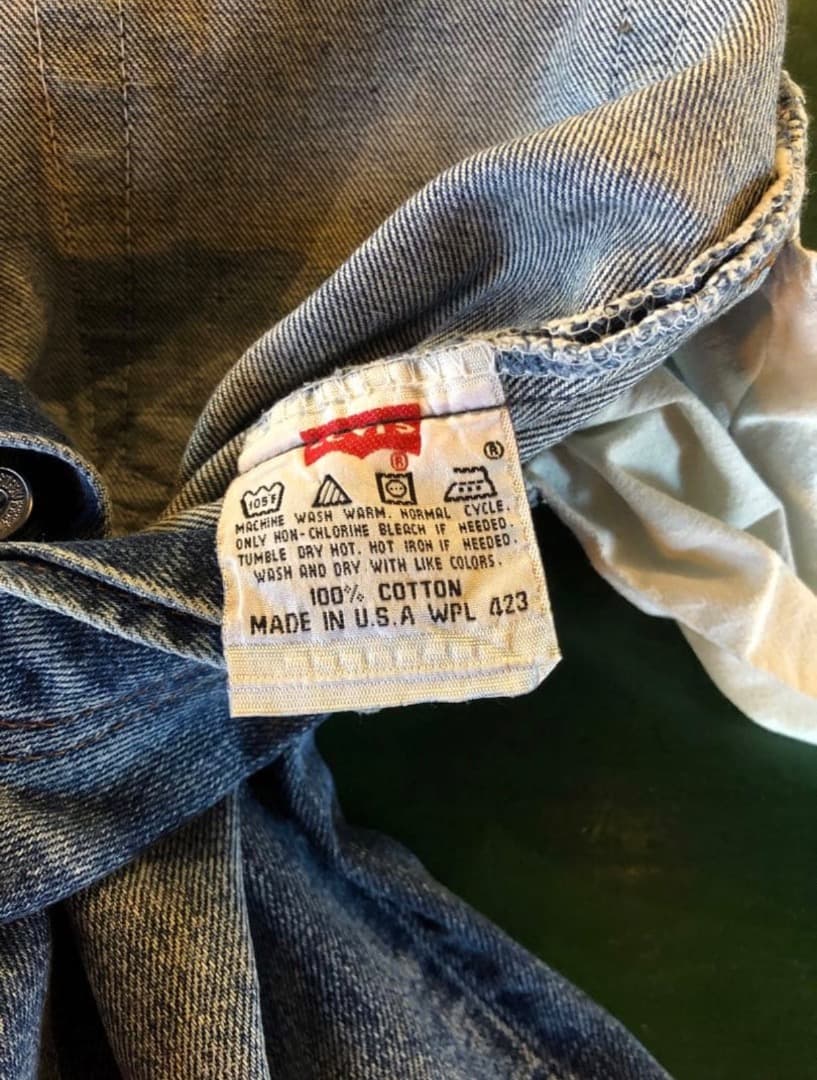 Levi's
®
®
105°F
MACHINE WASH WARM. NORMAL CYCLE.
ONLY NON-CHLORINE BLEACH IF NEEDED.
TUMBLE DRY HOT. HOT IRON IF NEEDED.
WASH AND DRY WITH LIKE COLORS.
100% COTTON
MADE IN U.S.A WPL 423